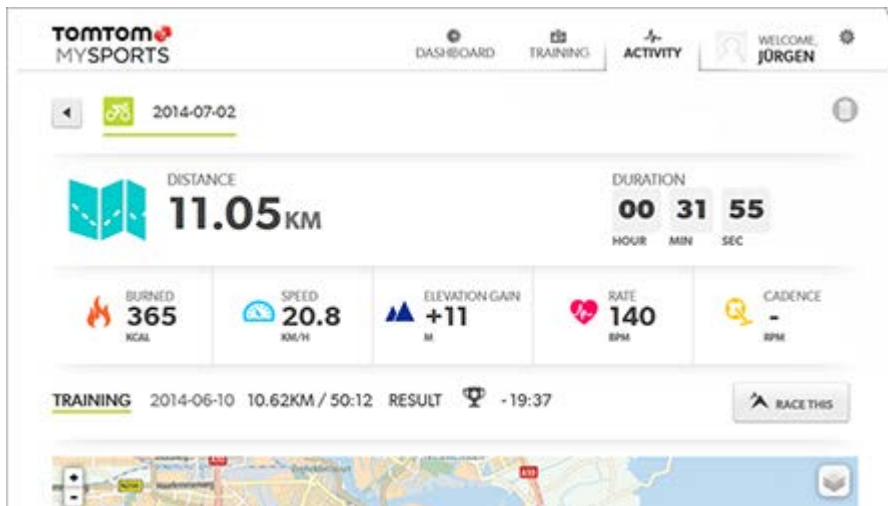 TOMTOM
MYSPORTS
DASHBOARD
TRAINING
ACTIVITY
WELCOME,
JÜRGEN
2014-07-02
DISTANCE
11.05 KM
DURATION
00 31 55
HOUR MIN SEC
BURNED
365
KCAL
SPEED
20.8
KM/H
ELEVATION GAIN
+11
M
RATE
140
BPM
CADENCE
-
RPM
TRAINING 2014-06-10 10.62KM / 50:12 RESULT -19:37
RACE THIS
+
-